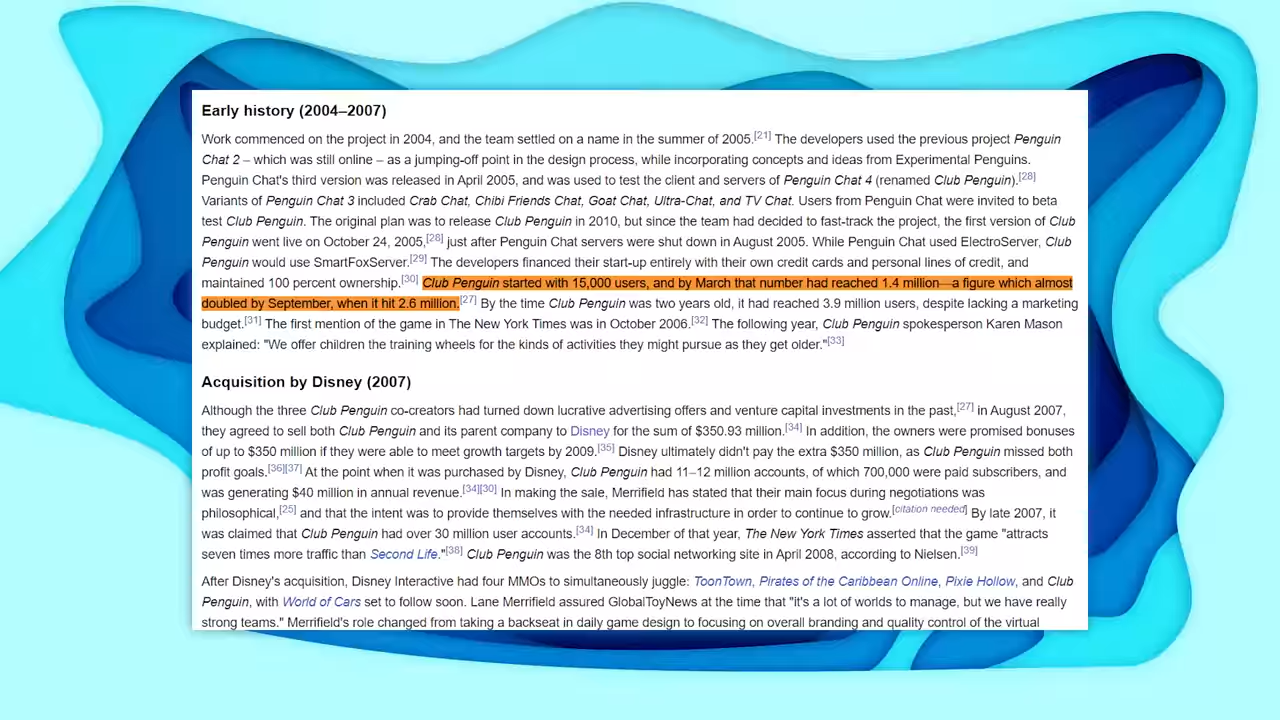 Early history (2004–2007)
Work commenced on the project in 2004, and the team settled on a name in the summer of 2005.[21] The developers used the previous project Penguin
Chat 2 – which was still online – as a jumping-off point in the design process, while incorporating concepts and ideas from Experimental Penguins.
Penguin Chat's third version was released in April 2005, and was used to test the client and servers of Penguin Chat 4 (renamed Club Penguin).[28]
Variants of Penguin Chat 3 included Crab Chat, Chibi Friends Chat, Goat Chat, Ultra-Chat, and TV Chat. Users from Penguin Chat were invited to beta
test Club Penguin. The original plan was to release Club Penguin in 2010, but since the team had decided to fast-track the project, the first version of Club
Penguin went live on October 24, 2005,[28] just after Penguin Chat servers were shut down in August 2005. While Penguin Chat used ElectroServer, Club
Penguin would use SmartFoxServer.[29] The developers financed their start-up entirely with their own credit cards and personal lines of credit, and
maintained 100 percent ownership.[30] Club Penguin started with 15,000 users, and by March that number had reached 1.4 million—a figure which almost
doubled by September, when it hit 2.6 million.[27] By the time Club Penguin was two years old, it had reached 3.9 million users, despite lacking a marketing
budget.[31] The first mention of the game in The New York Times was in October 2006.[32] The following year, Club Penguin spokesperson Karen Mason
explained: "We offer children the training wheels for the kinds of activities they might pursue as they get older."[33]
Acquisition by Disney (2007)
Although the three Club Penguin co-creators had turned down lucrative advertising offers and venture capital investments in the past,[27] in August 2007,
they agreed to sell both Club Penguin and its parent company to Disney for the sum of $350.93 million.[34] In addition, the owners were promised bonuses
of up to $350 million if they were able to meet growth targets by 2009.[35] Disney ultimately didn't pay the extra $350 million, as Club Penguin missed both
profit goals.[36][37] At the point when it was purchased by Disney, Club Penguin had 11–12 million accounts, of which 700,000 were paid subscribers, and
was generating $40 million in annual revenue.[34][30] In making the sale, Merrifield has stated that their main focus during negotiations was
philosophical,[25] and that the intent was to provide themselves with the needed infrastructure in order to continue to grow.[citation needed] By late 2007, it
was claimed that Club Penguin had over 30 million user accounts.[34] In December of that year, The New York Times asserted that the game "attracts
seven times more traffic than Second Life."[38] Club Penguin was the 8th top social networking site in April 2008, according to Nielsen.[39]
After Disney's acquisition, Disney Interactive had four MMOs to simultaneously juggle: ToonTown, Pirates of the Caribbean Online, Pixie Hollow, and Club
Penguin, with World of Cars set to follow soon. Lane Merrifield assured GlobalToyNews at the time that "it's a lot of worlds to manage, but we have really
strong teams." Merrifield's role changed from taking a backseat in daily game design to focusing on overall branding and quality control of the virtual